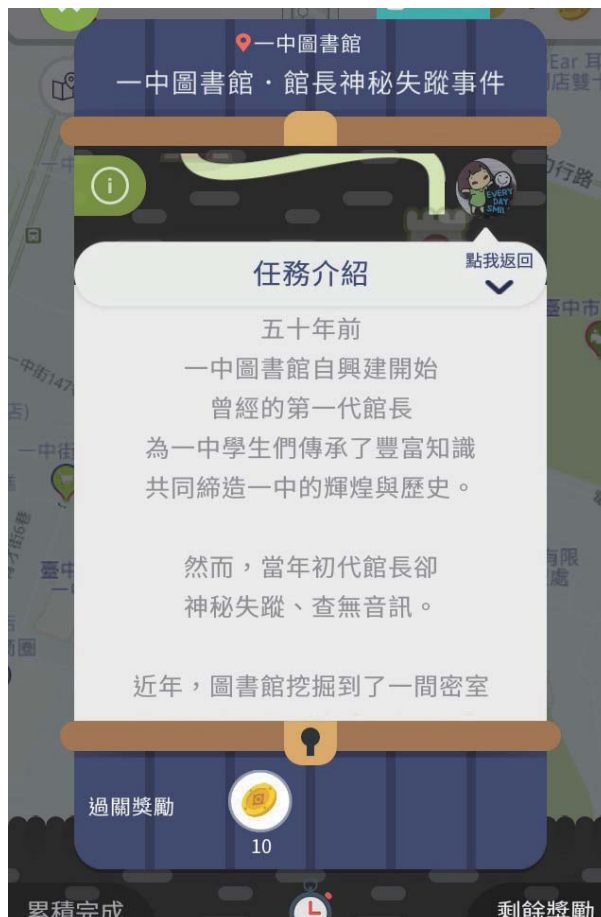 一中圖書館
一中圖書館・館長神秘失蹤事件
EVERY
DAY
任務介紹
點我返回
五十年前
一中圖書館自興建開始
曾經的第一代館長
為一中學生們傳承了豐富知識
共同締造一中的輝煌與歷史。
然而，當年初代館長卻
神秘失蹤、查無音訊。
近年，圖書館挖掘到了一間密室
過關獎勵
10
累積完成
剩餘獎勵